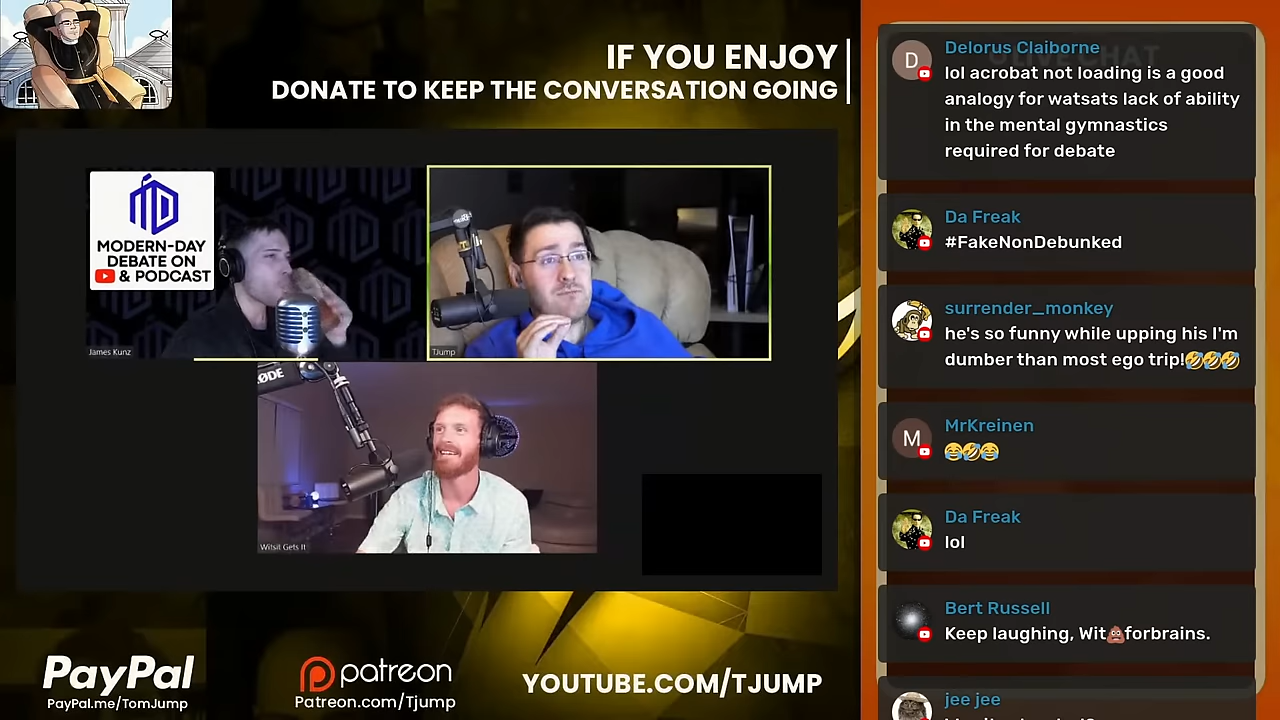 IF YOU ENJOY
DONATE TO KEEP THE CONVERSATION GOING
MODERN-DAY
DEBATE ON
& PODCAST
James Kunz
TJump
RØDE
Witsit Gets It
PayPal
PayPal.me/TomJump
patreon
Patreon.com/Tjump
YOUTUBE.COM/TJUMP
D
Delorus Claiborne
lol acrobat not loading is a good
analogy for watsats lack of ability
in the mental gymnastics
required for debate
Da Freak
#FakeNonDebunked
surrender_monkey
he's so funny while upping his I'm
dumber than most ego trip!🤣🤣🤣
M
MrKreinen
😂🤣😂
Da Freak
lol
Bert Russell
Keep laughing, Wit💩forbrains.
jee jee